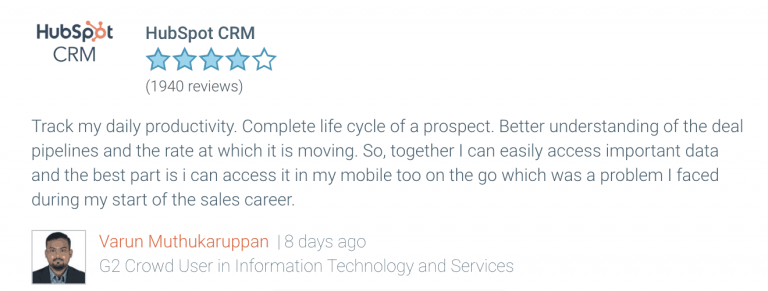 HubSpot
CRM
HubSpot CRM
(1940 reviews)
Track my daily productivity. Complete life cycle of a prospect. Better understanding of the deal
pipelines and the rate at which it is moving. So, together I can easily access important data
and the best part is i can access it in my mobile too on the go which was a problem I faced
during my start of the sales career.
Varun Muthukaruppan | 8 days ago
G2 Crowd User in Information Technology and Services